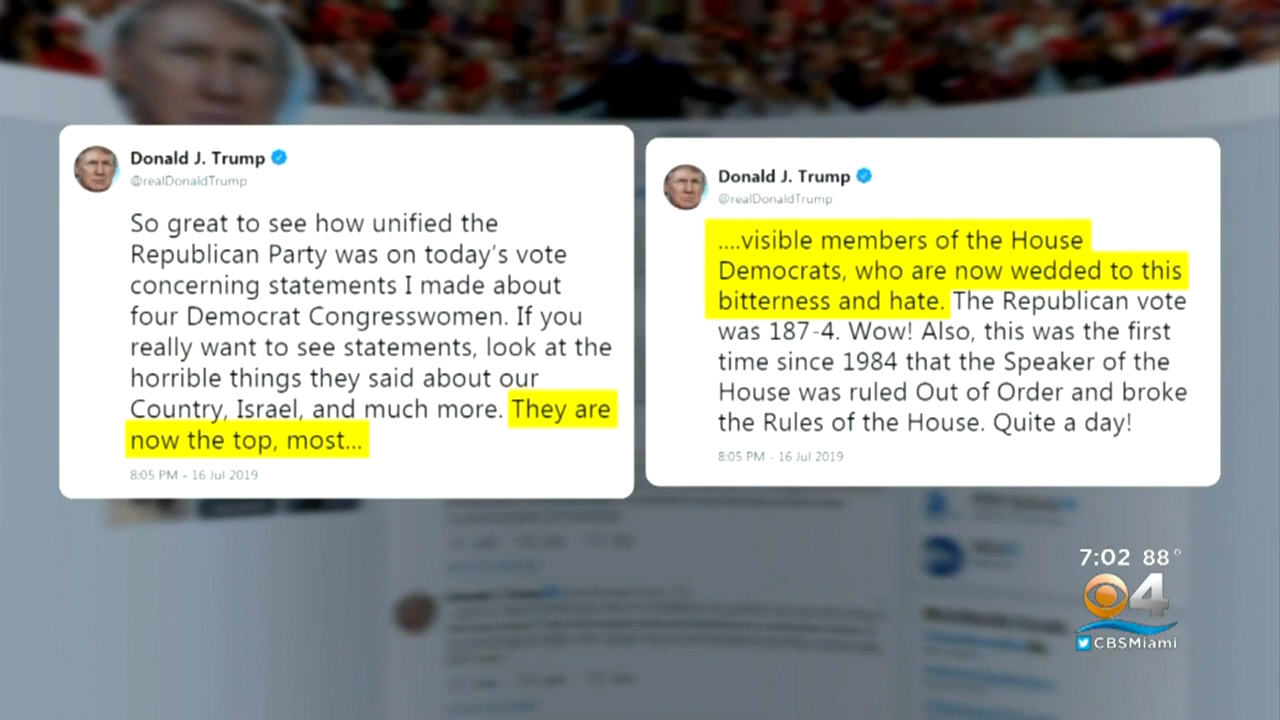 Donald J. Trump
@realDonaldTrump
So great to see how unified the
Republican Party was on today's vote
concerning statements I made about
four Democrat Congresswomen. If you
really want to see statements, look at the
horrible things they said about our
Country, Israel, and much more. They are
now the top, most...
8:05 PM - 16 Jul 2019
Donald J. Trump
@realDonaldTrump
....visible members of the House
Democrats, who are now wedded to this
bitterness and hate. The Republican vote
was 187-4. Wow! Also, this was the first
time since 1984 that the Speaker of the
House was ruled Out of Order and broke
the Rules of the House. Quite a day!
8:05 PM - 16 Jul 2019
7:02 88°
4
CBSMiami